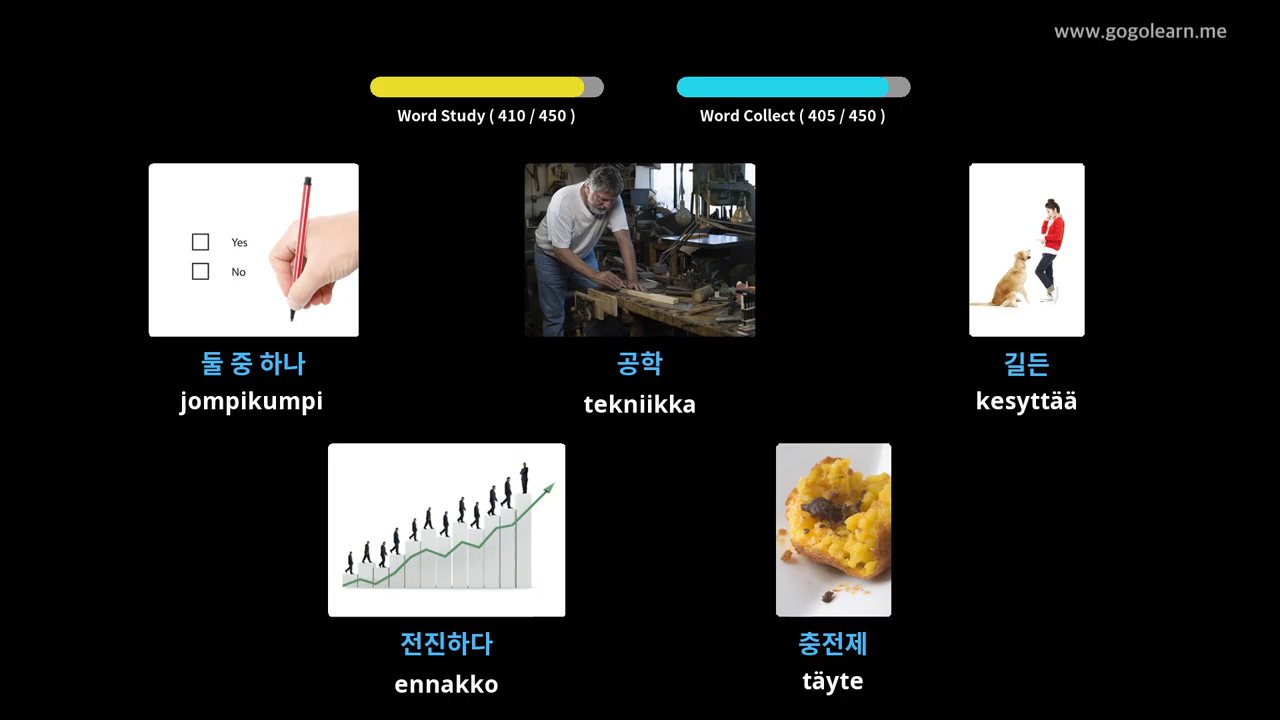 www.gogolearn.me
Word Study ( 410 / 450 )
Word Collect ( 405 / 450 )
Yes
No
둘 중 하나
jompikumpi
공학
tekniikka
길든
kesyttää
전진하다
ennakko
충전제
täyte